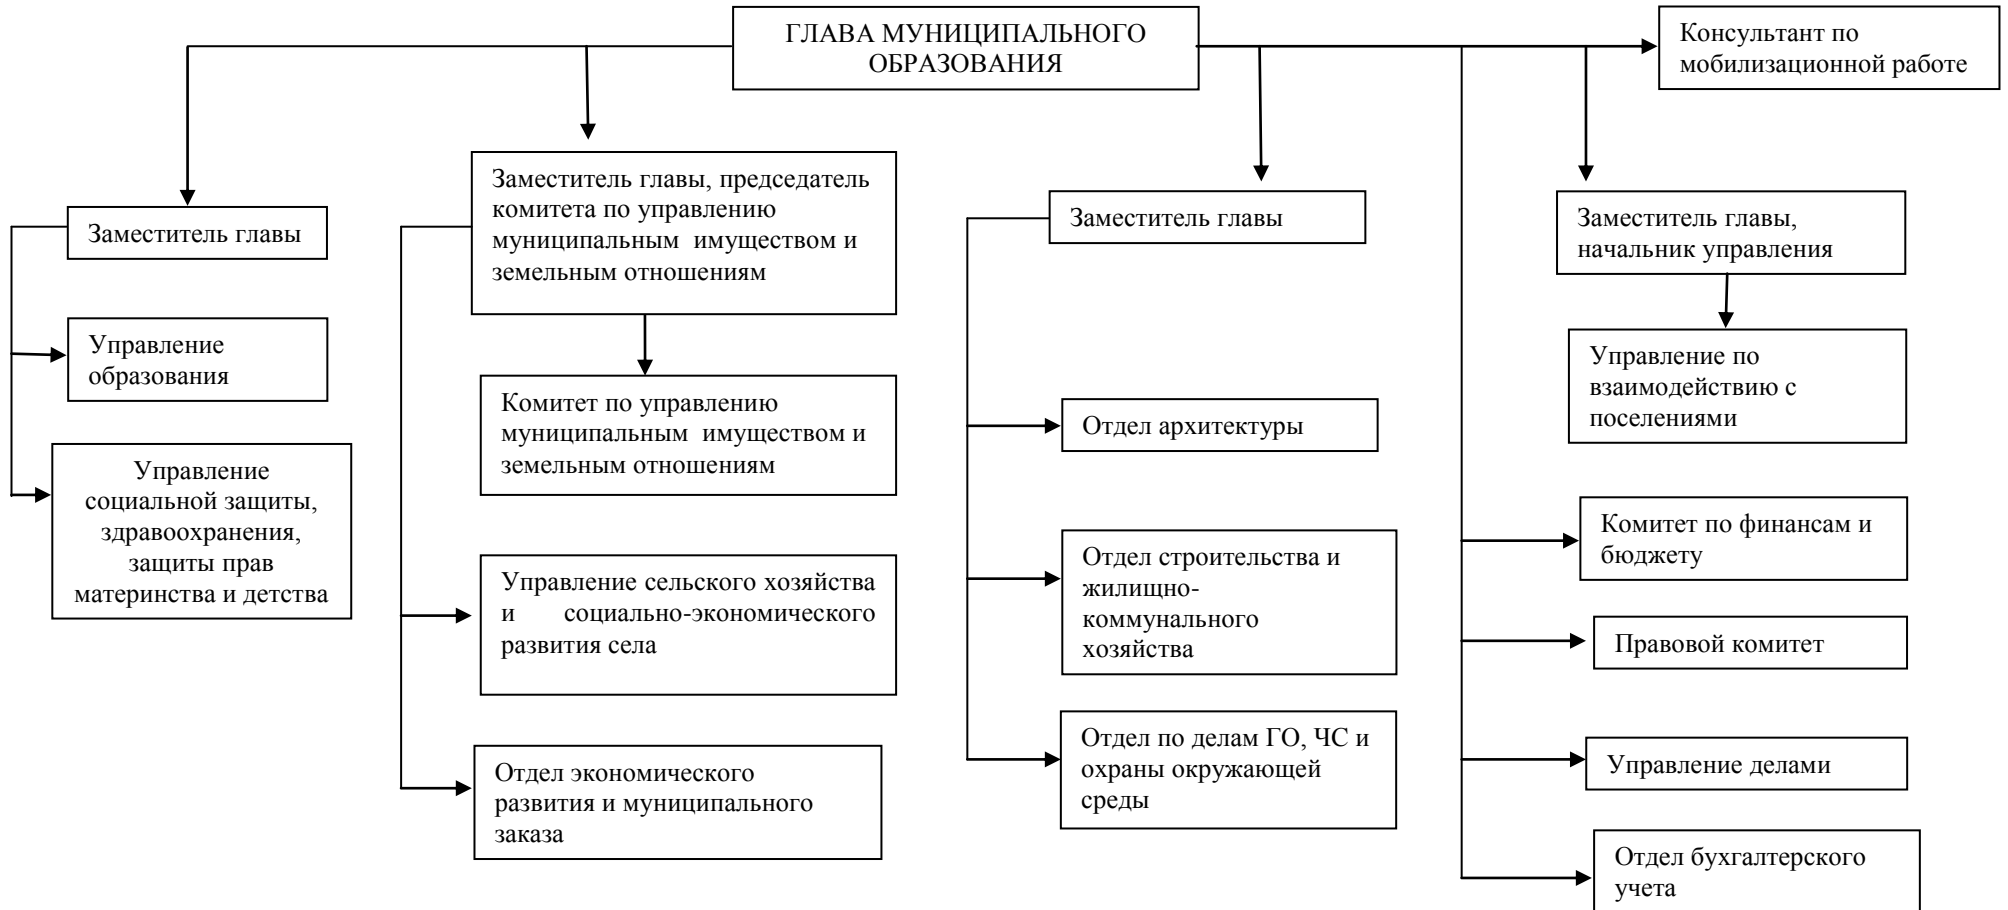 ГЛАВА МУНИЦИПАЛЬНОГО
ОБРАЗОВАНИЯ
Консультант по
мобилизационной работе
Заместитель главы
Управление
образования
Управление
социальной защиты,
здравоохранения,
защиты прав
материнства и детства
Заместитель главы, председатель
комитета по управлению
муниципальным имуществом и
земельным отношениям
Комитет по управлению
муниципальным имуществом и
земельным отношениям
Управление сельского хозяйства
и социально-экономического
развития села
Отдел экономического
развития и муниципального
заказа
Заместитель главы
Отдел архитектуры
Отдел строительства и
жилищно-
коммунального
хозяйства
Отдел по делам ГО, ЧС и
охраны окружающей
среды
Заместитель главы,
начальник управления
Управление по
взаимодействию с
поселениями
Комитет по финансам и
бюджету
Правовой комитет
Управление делами
Отдел бухгалтерского
учета